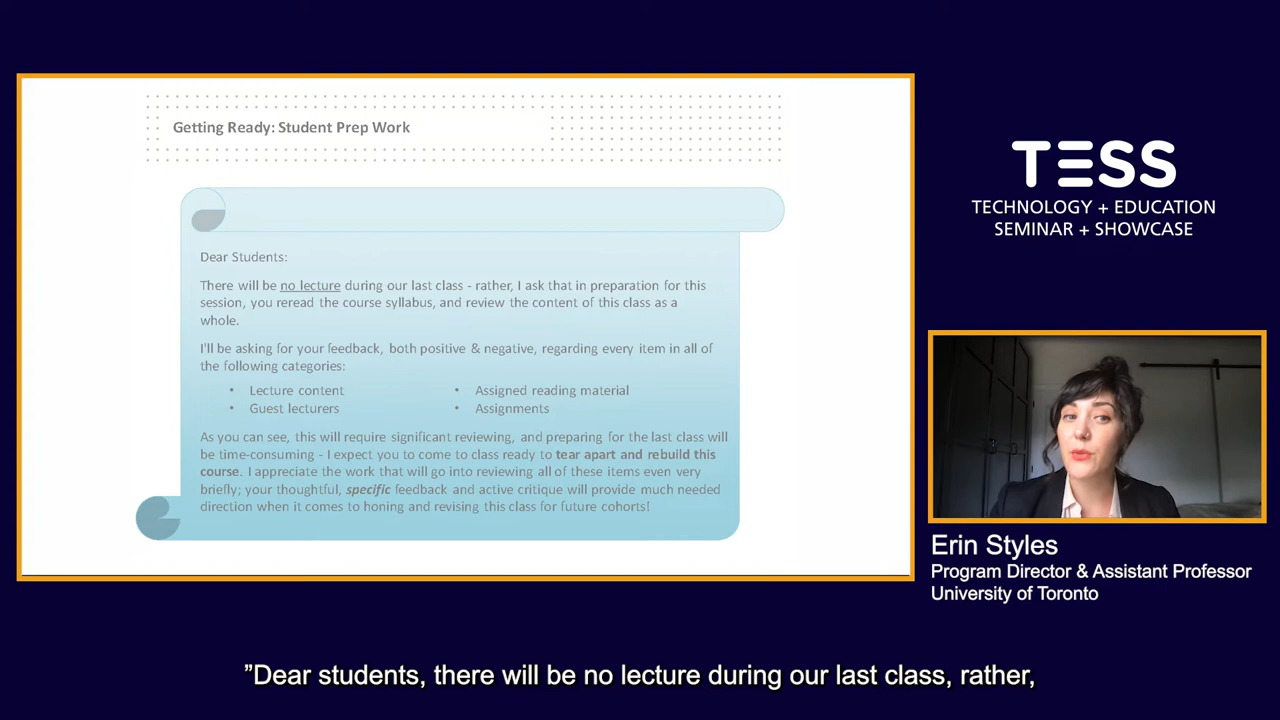 Getting Ready: Student Prep Work
Dear Students:
There will be no lecture during our last class - rather, I ask that in preparation for this
session, you reread the course syllabus, and review the content of this class as a
whole.
I'll be asking for your feedback, both positive & negative, regarding every item in all of
the following categories:
• Lecture content
• Guest lecturers
• Assigned reading material
• Assignments
As you can see, this will require significant reviewing, and preparing for the last class will
be time-consuming - I expect you to come to class ready to tear apart and rebuild this
course. I appreciate the work that will go into reviewing all of these items even very
briefly; your thoughtful, specific feedback and active critique will provide much needed
direction when it comes to honing and revising this class for future cohorts!
TESS
TECHNOLOGY + EDUCATION
SEMINAR + SHOWCASE
Erin Styles
Program Director & Assistant Professor
University of Toronto
”Dear students, there will be no lecture during our last class, rather,